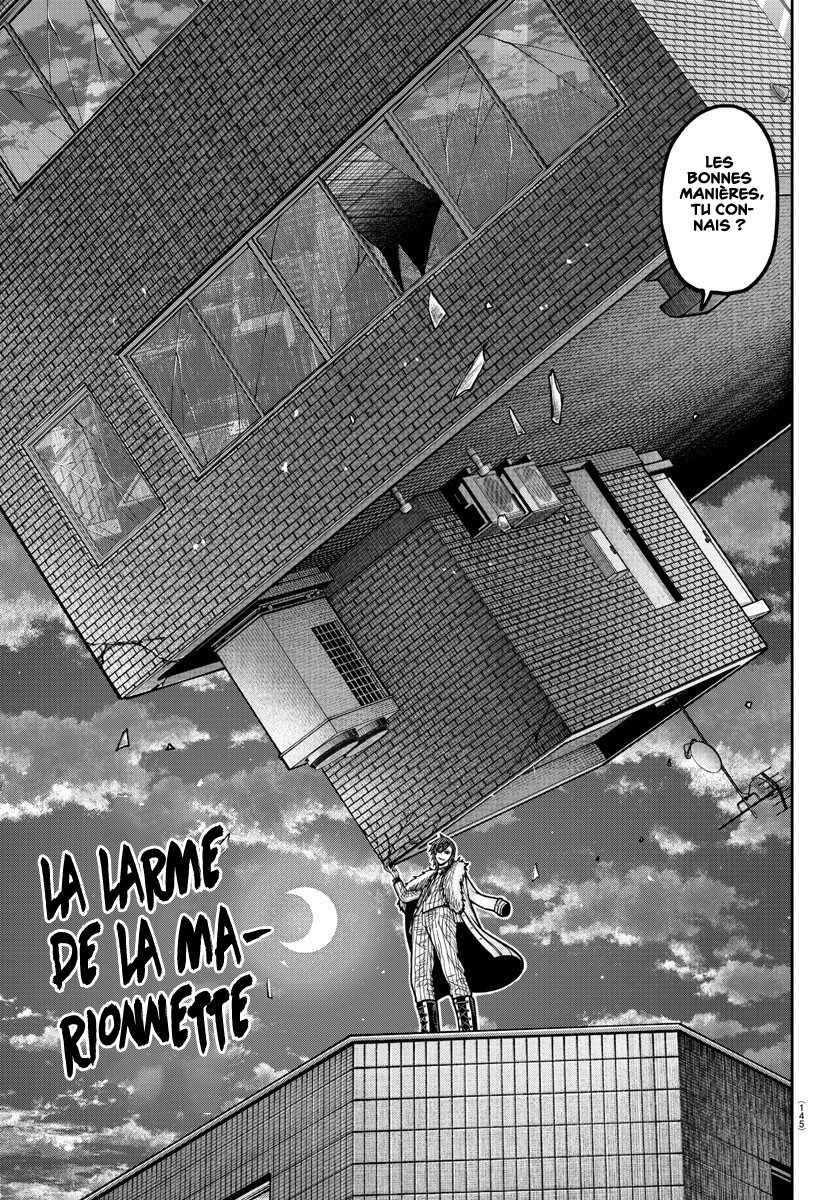 LES
BONNES
MANIÈRES,
TU CON-
NAIS ?
LA LARME
DE LA MA-
RIONNETTE
(145)